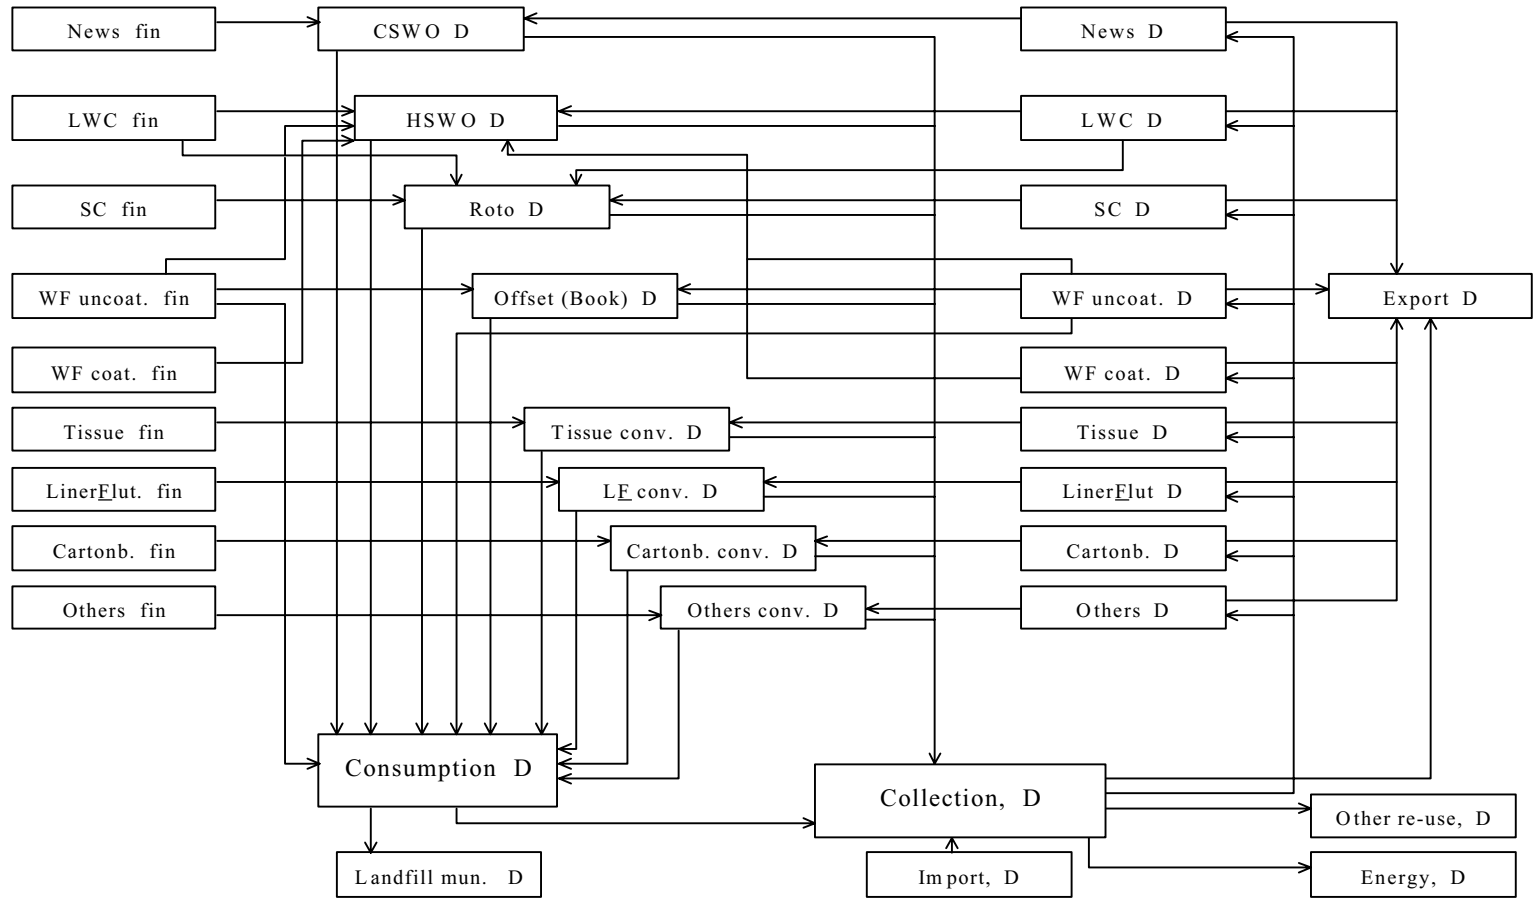 News fin
CSWO D
News D
LWC fin
HSWO D
LWC D
SC fin
Roto D
SC D
WF uncoat. fin
Offset (Book) D
WF uncoat. D
Export D
WF coat. fin
WF coat. D
Tissue fin
Tissue conv. D
Tissue D
LinerFlut. fin
LF conv. D
LinerFlut D
Cartonb. fin
Cartonb. conv. D
Cartonb. D
Others fin
Others conv. D
Others D
Consumption D
Collection, D
Other re-use, D
Landfill mun. D
Import, D
Energy, D